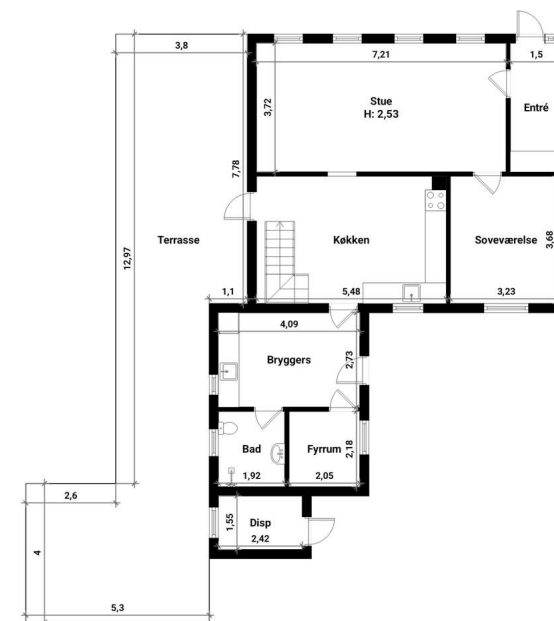 3,8
7,21
1,5
3,72
Stue
H: 2,53
Entré
7,78
12,97
Terrasse
Køkken
Soveværelse
3,68
1,1
5,48
3,23
4,09
Bryggers
2,73
Bad
Fyrrum
2,18
1,92
2,05
2,6
1,55
Disp
2,42
4
5,3